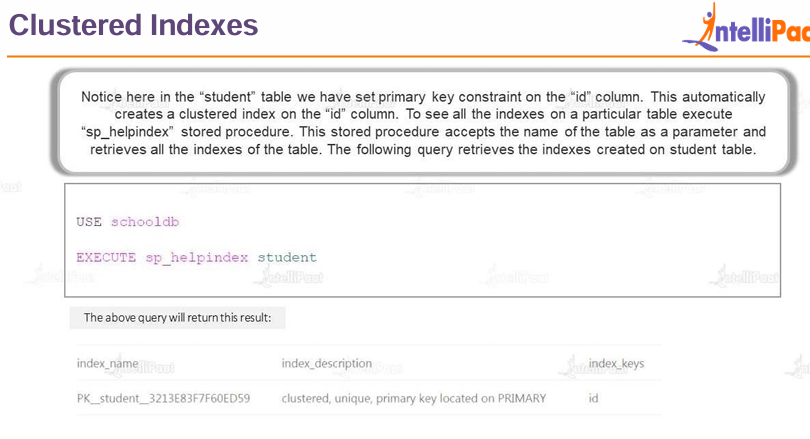 Clustered Indexes
ntelliPaa
Notice here in the “student” table we have set primary key constraint on the “id” column. This automatically
creates a clustered index on the “id” column. To see all the indexes on a particular table execute
“sp_helpindex” stored procedure. This stored procedure accepts the name of the table as a parameter and
retrieves all the indexes of the table. The following query retrieves the indexes created on student table.
USE schooldb
EXECUTE sp_helpindex student
The above query will return this result:
index_name index_description index_keys
PK__student__3213E83F7F60ED59 clustered, unique, primary key located on PRIMARY id